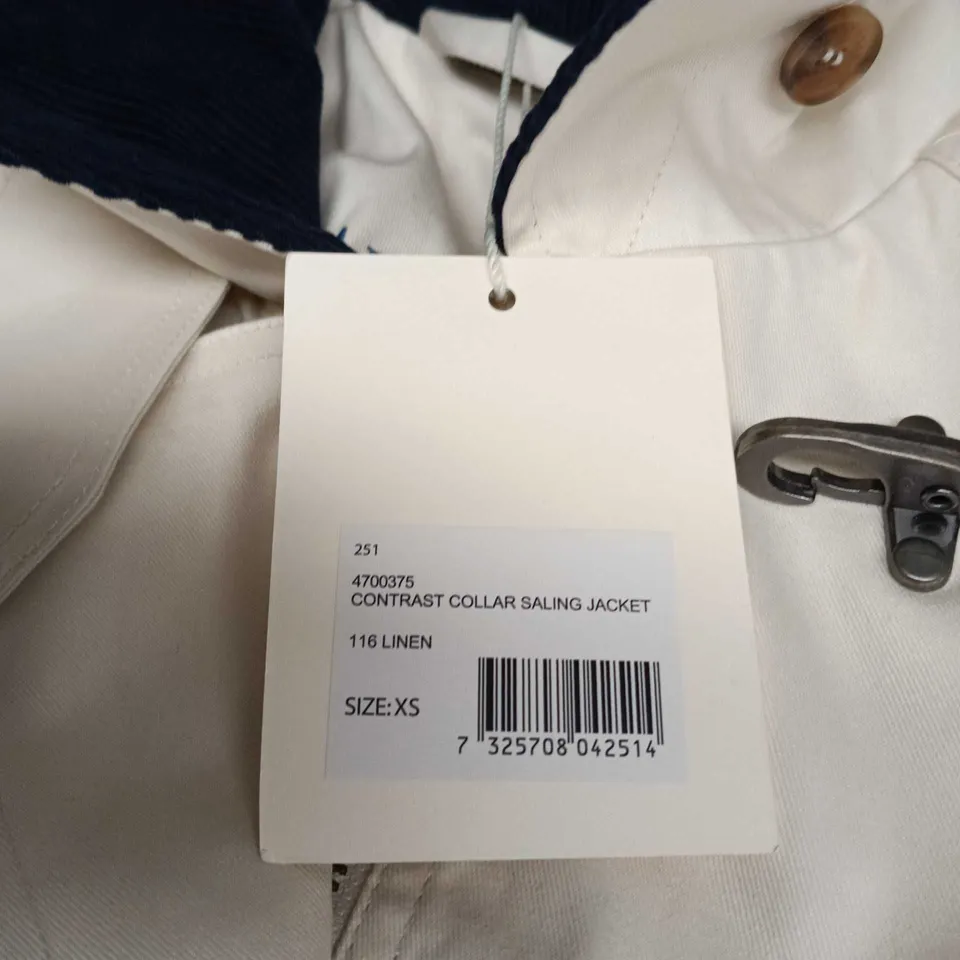 251
4700375
CONTRAST COLLAR SALING JACKET
116 LINEN
SIZE: XS
7 325708 042514